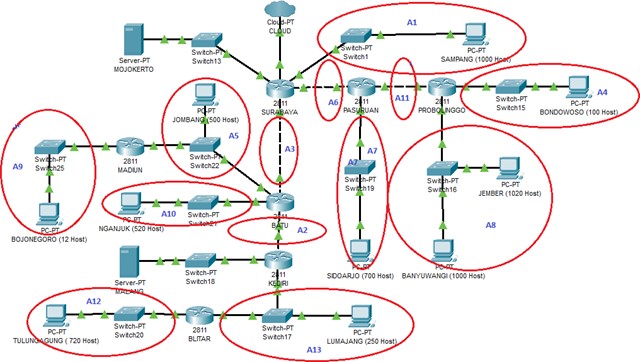 Cloud-PT
CLOUD
A1
Server-PT
MOJOKERTO
Switch-PT
Switch13
Switch-PT
Switch1
PC-PT
SAMPANG (1000 Host)
2811
SURABAYA
A6
2811
PASURUAN
A11
2811
PROBOLINGGO
Switch-PT
Switch15
PC-PT
BONDOWOSO (100 Host)
A4
PC-PT
JOMBANG (500 Host)
A5
A9
Switch-PT
Switch25
2811
MADIUN
Switch-PT
Switch22
A3
A7
A7
Switch-PT
Switch19
Switch-PT
Switch16
PC-PT
JEMBER (1020 Host)
PC-PT
BOJONEGORO (12 Host)
PC-PT
NGANJUK (520 Host)
A10
Switch-PT
2811
BATU
A2
A8
Server-PT
MALANG
Switch-PT
Switch18
2811
KEDIRI
PC-PT
SIDOARJO (700 Host)
PC-PT
BANYUWANGI (1000 Host)
A12
PC-PT
TULUNGAGUNG ( 720 Host)
Switch-PT
Switch20
2811
BLITAR
Switch-PT
Switch17
PC-PT
LUMAJANG (250 Host)
A13